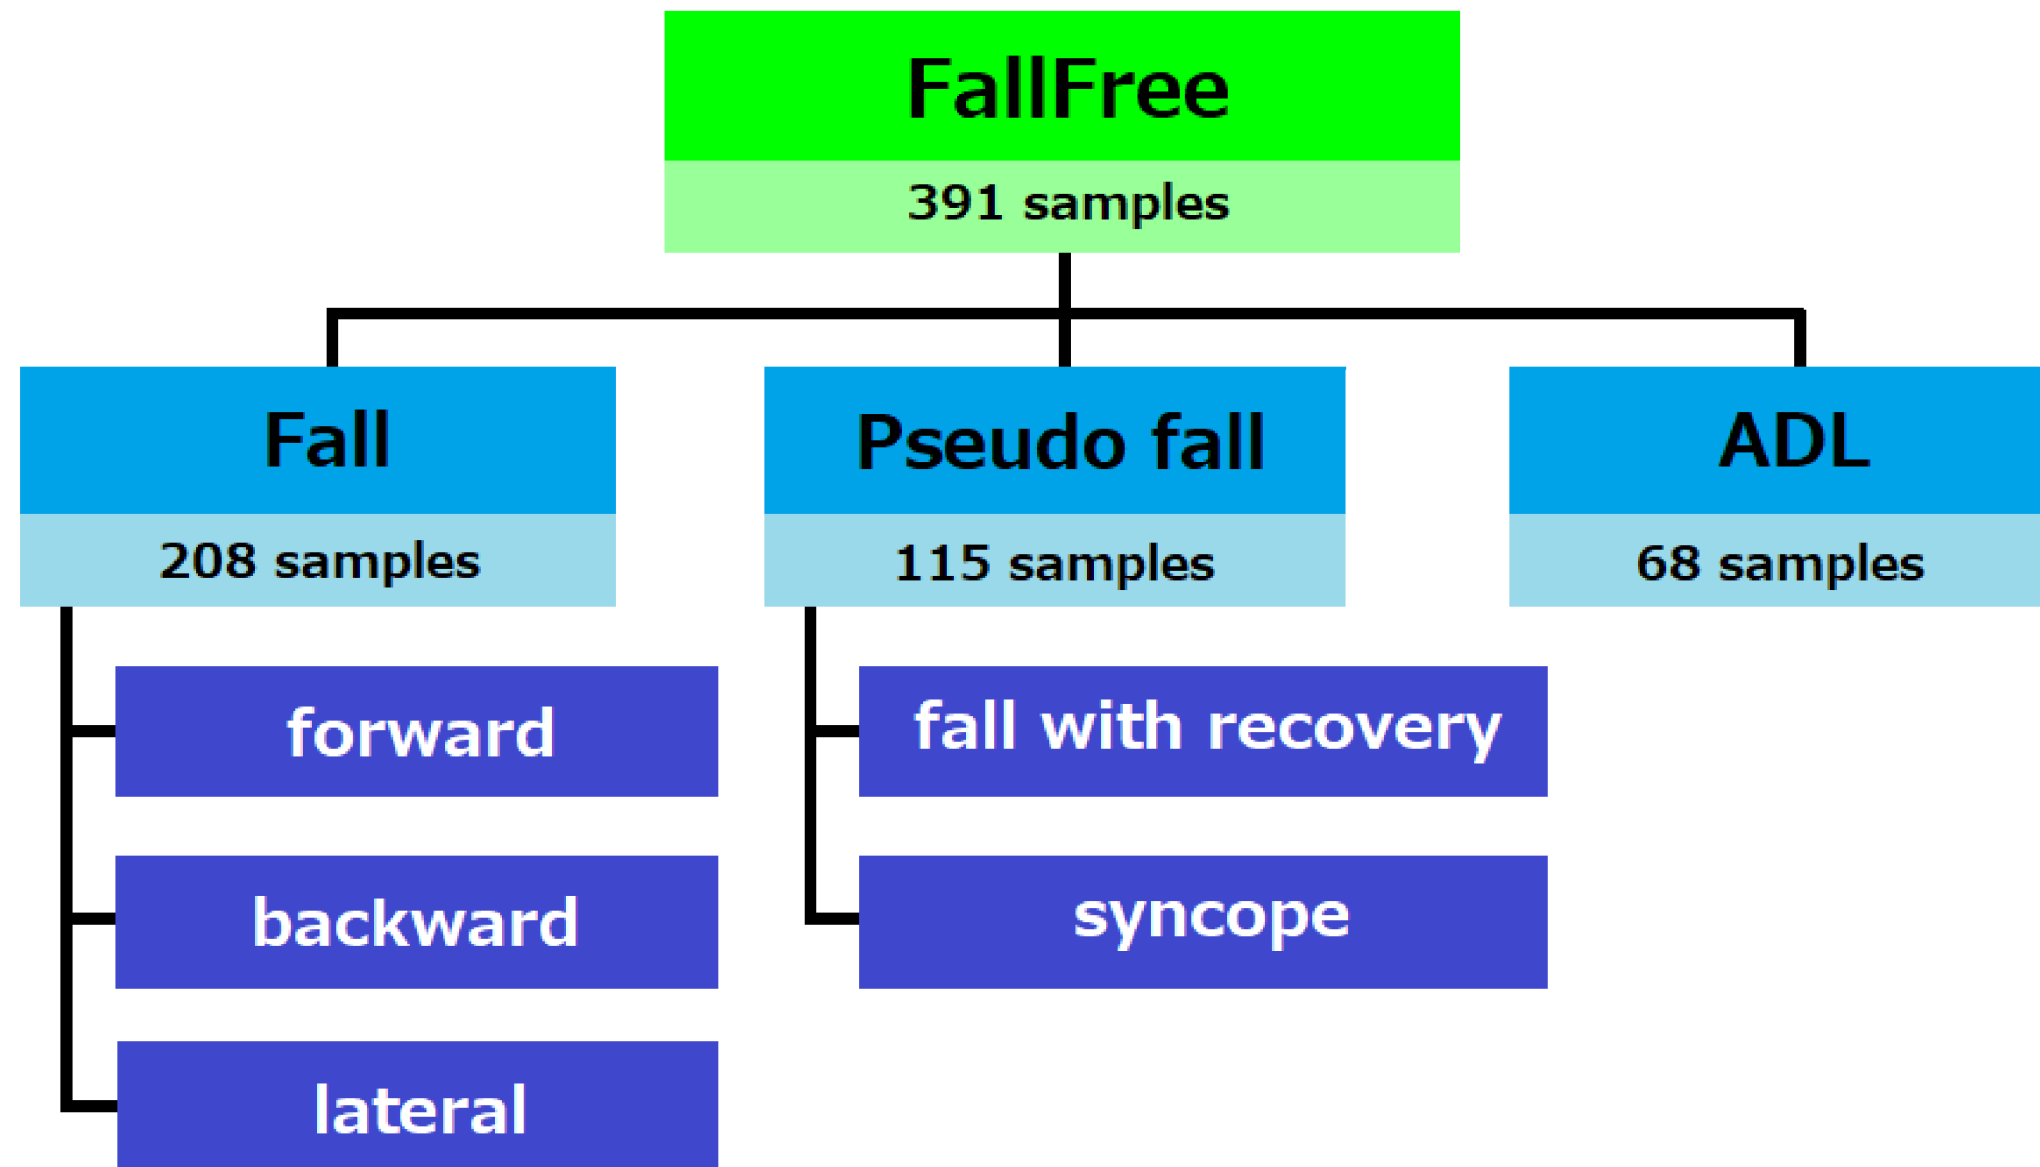 FallFree
391 samples
Fall
208 samples
forward
backward
lateral
Pseudo fall
115 samples
fall with recovery
syncope
ADL
68 samples